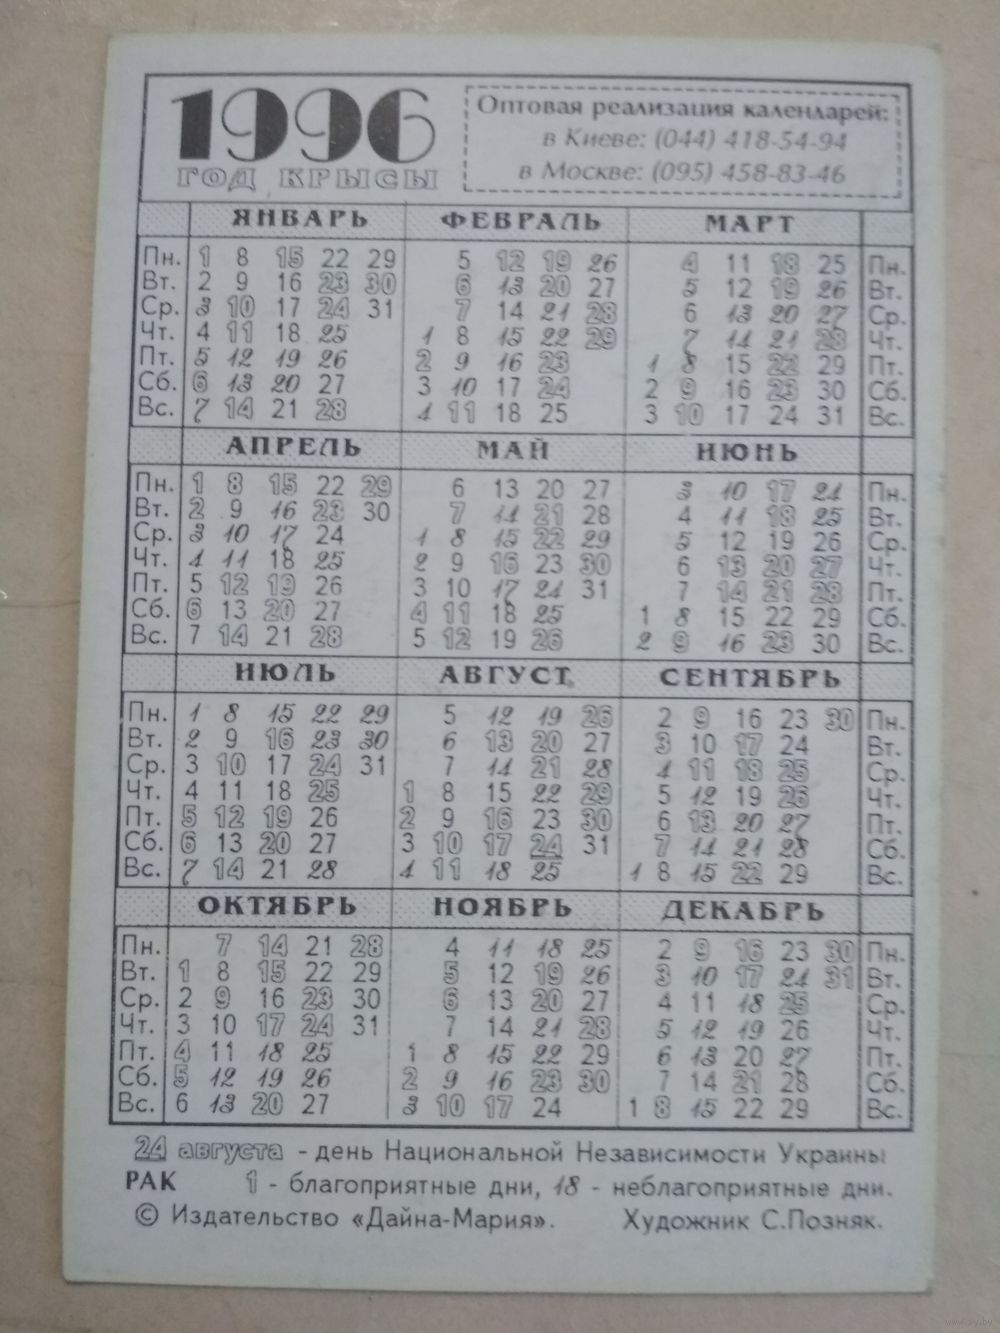 1996
ГОД КРЫСЫ
Оптовая реализация календарей:
в Киеве: (044) 418-54-94
в Москве: (095) 458-83-46
ЯНВАРЬ ФЕВРАЛЬ МАРТ
Пн. 1 8 15 22 29 5 12 19 26 4 11 18 25 Пн.
Вт. 2 9 16 23 30 6 13 20 27 5 12 19 26 Вт.
Ср. 3 10 17 24 31 7 14 21 28 6 13 20 27 Ср.
Чт. 4 11 18 25 1 8 15 22 29 7 14 21 28 Чт.
Пт. 5 12 19 26 2 9 16 23 1 8 15 22 29 Пт.
Сб. 6 13 20 27 3 10 17 24 2 9 16 23 30 Сб.
Вс. 7 14 21 28 4 11 18 25 3 10 17 24 31 Вс.
АПРЕЛЬ МАЙ ИЮНЬ
Пн. 1 8 15 22 29 6 13 20 27 3 10 17 24 Пн.
Вт. 2 9 16 23 30 7 14 21 28 4 11 18 25 Вт.
Ср. 3 10 17 24 1 8 15 22 29 5 12 19 26 Ср.
Чт. 4 11 18 25 2 9 16 23 30 6 13 20 27 Чт.
Пт. 5 12 19 26 3 10 17 24 31 7 14 21 28 Пт.
Сб. 6 13 20 27 4 11 18 25 1 8 15 22 29 Сб.
Вс. 7 14 21 28 5 12 19 26 2 9 16 23 30 Вс.
ИЮЛЬ АВГУСТ СЕНТЯБРЬ
Пн. 1 8 15 22 29 5 12 19 26 2 9 16 23 30 Пн.
Вт. 2 9 16 23 30 6 13 20 27 3 10 17 24 Вт.
Ср. 3 10 17 24 31 7 14 21 28 4 11 18 25 Ср.
Чт. 4 11 18 25 1 8 15 22 29 5 12 19 26 Чт.
Пт. 5 12 19 26 2 9 16 23 30 6 13 20 27 Пт.
Сб. 6 13 20 27 3 10 17 24 31 7 14 21 28 Сб.
Вс. 7 14 21 28 4 11 18 25 1 8 15 22 29 Вс.
ОКТЯБРЬ НОЯБРЬ ДЕКАБРЬ
Пн. 7 14 21 28 4 11 18 25 2 9 16 23 30 Пн.
Вт. 1 8 15 22 29 5 12 19 26 3 10 17 24 31 Вт.
Ср. 2 9 16 23 30 6 13 20 27 4 11 18 25 Ср.
Чт. 3 10 17 24 31 7 14 21 28 5 12 19 26 Чт.
Пт. 4 11 18 25 1 8 15 22 29 6 13 20 27 Пт.
Сб. 5 12 19 26 2 9 16 23 30 7 14 21 28 Сб.
Вс. 6 13 20 27 3 10 17 24 1 8 15 22 29 Вс.
24 августа - день Национальной Независимости Украины
РАК 1 - благоприятные дни, 18 - неблагоприятные дни.
© Издательство «Дайна-Мария». Художник С.Позняк.